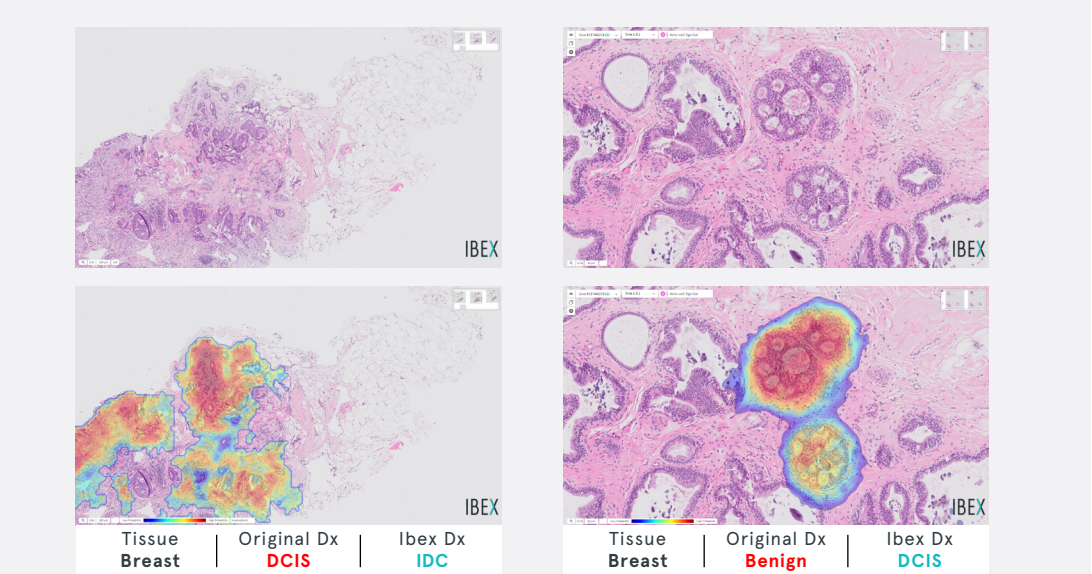 IBEX
IBEX
IBEX
IBEX
Tissue
Breast
Original Dx
DCIS
Ibex Dx
IDC
Tissue
Breast
Original Dx
Benign
Ibex Dx
DCIS